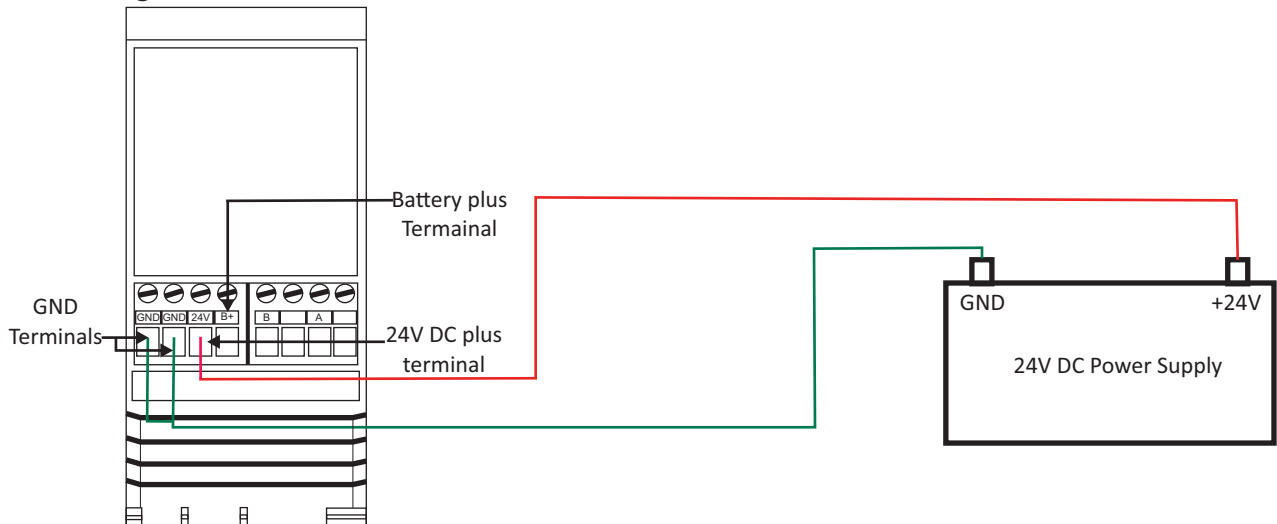 Battery plus
Termainal
GND
Terminals
GND GND 24V B+ B A
24V DC plus
terminal
GND
+24V
24V DC Power Supply